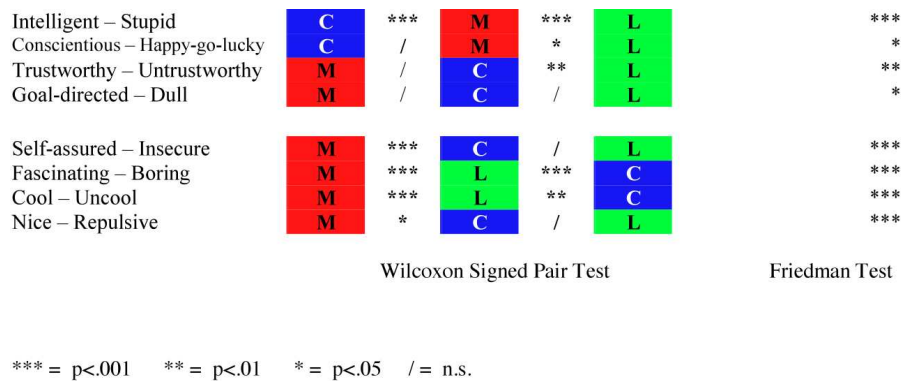 Intelligent – Stupid C *** M *** L ***
Conscientious – Happy-go-lucky C / M * L *
Trustworthy – Untrustworthy M / C ** L **
Goal-directed – Dull M / C / L *
Self-assured – Insecure M *** C / L ***
Fascinating – Boring M *** L *** C ***
Cool – Uncool M *** L ** C ***
Nice – Repulsive M * C / L ***
Wilcoxon Signed Pair Test Friedman Test
*** = p<.001 ** = p<.01 * = p<.05 / = n.s.